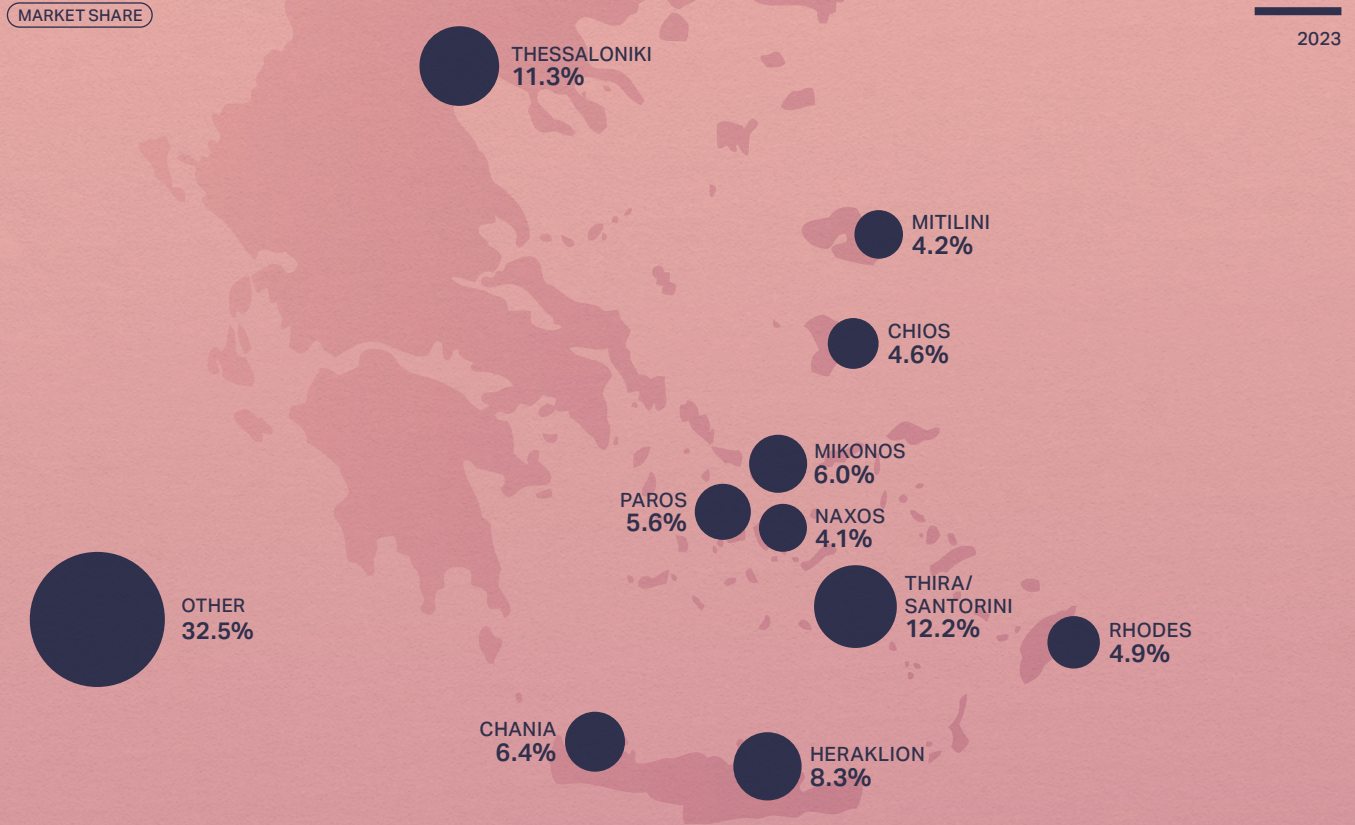 MARKET SHARE
2023
THESSALONIKI
11.3%
MITILINI
4.2%
CHIOS
4.6%
MIKONOS
6.0%
PAROS
5.6%
NAXOS
4.1%
THIRA/
SANTORINI
12.2%
OTHER
32.5%
RHODES
4.9%
CHANIA
6.4%
HERAKLION
8.3%